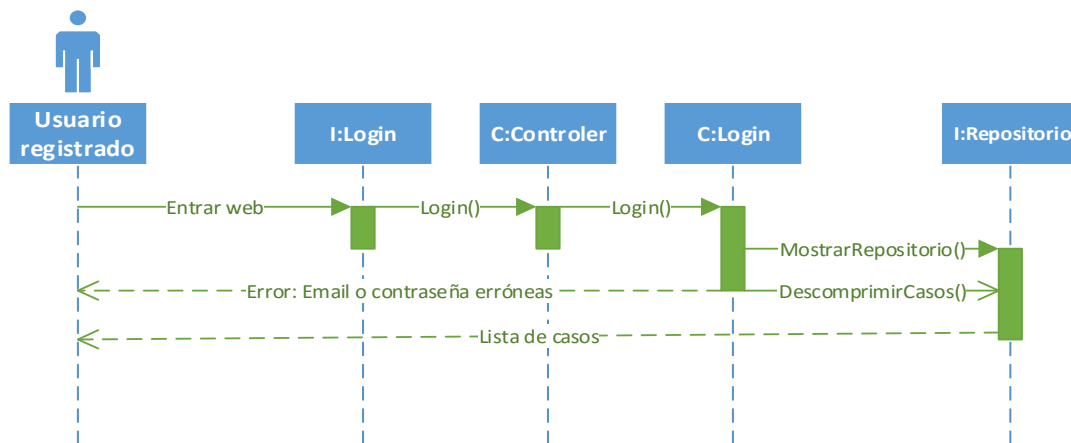 Usuario
registrado
I:Login
C:Controler
C:Login
I:Repositorio
Entrar web
Login()
Login()
MostrarRepositorio()
Error: Email o contraseña erróneas
DescomprimirCasos()
Lista de casos